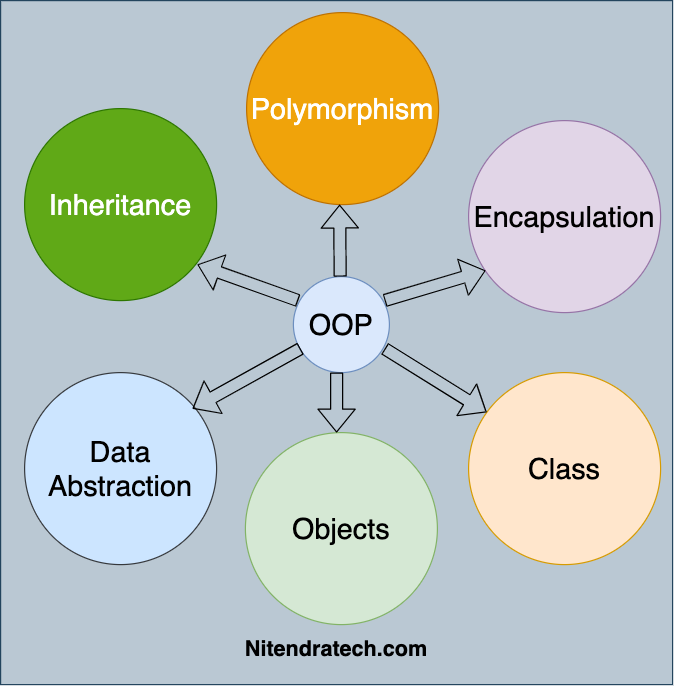 Polymorphism
Inheritance
Encapsulation
OOP
Data
Abstraction
Class
Objects
Nitendratech.com